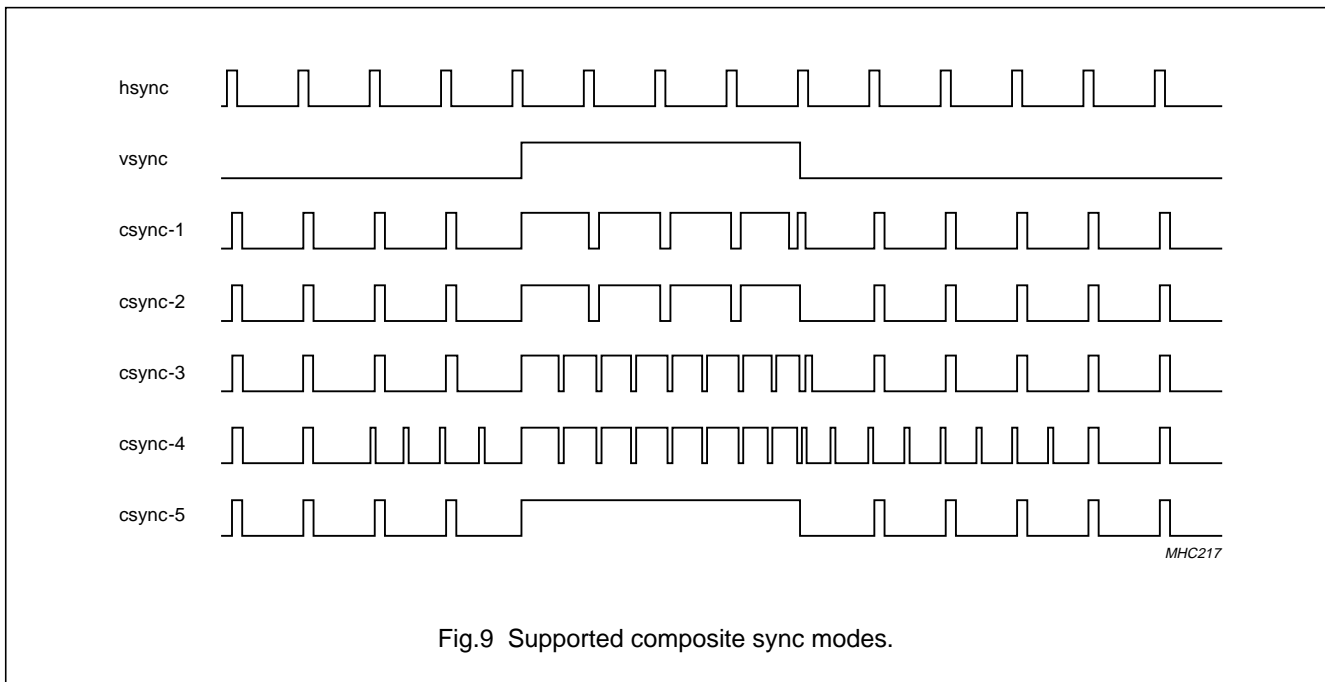 hsync
vsync
csync-1
csync-2
csync-3
csync-4
csync-5
MHC217
Fig.9 Supported composite sync modes.